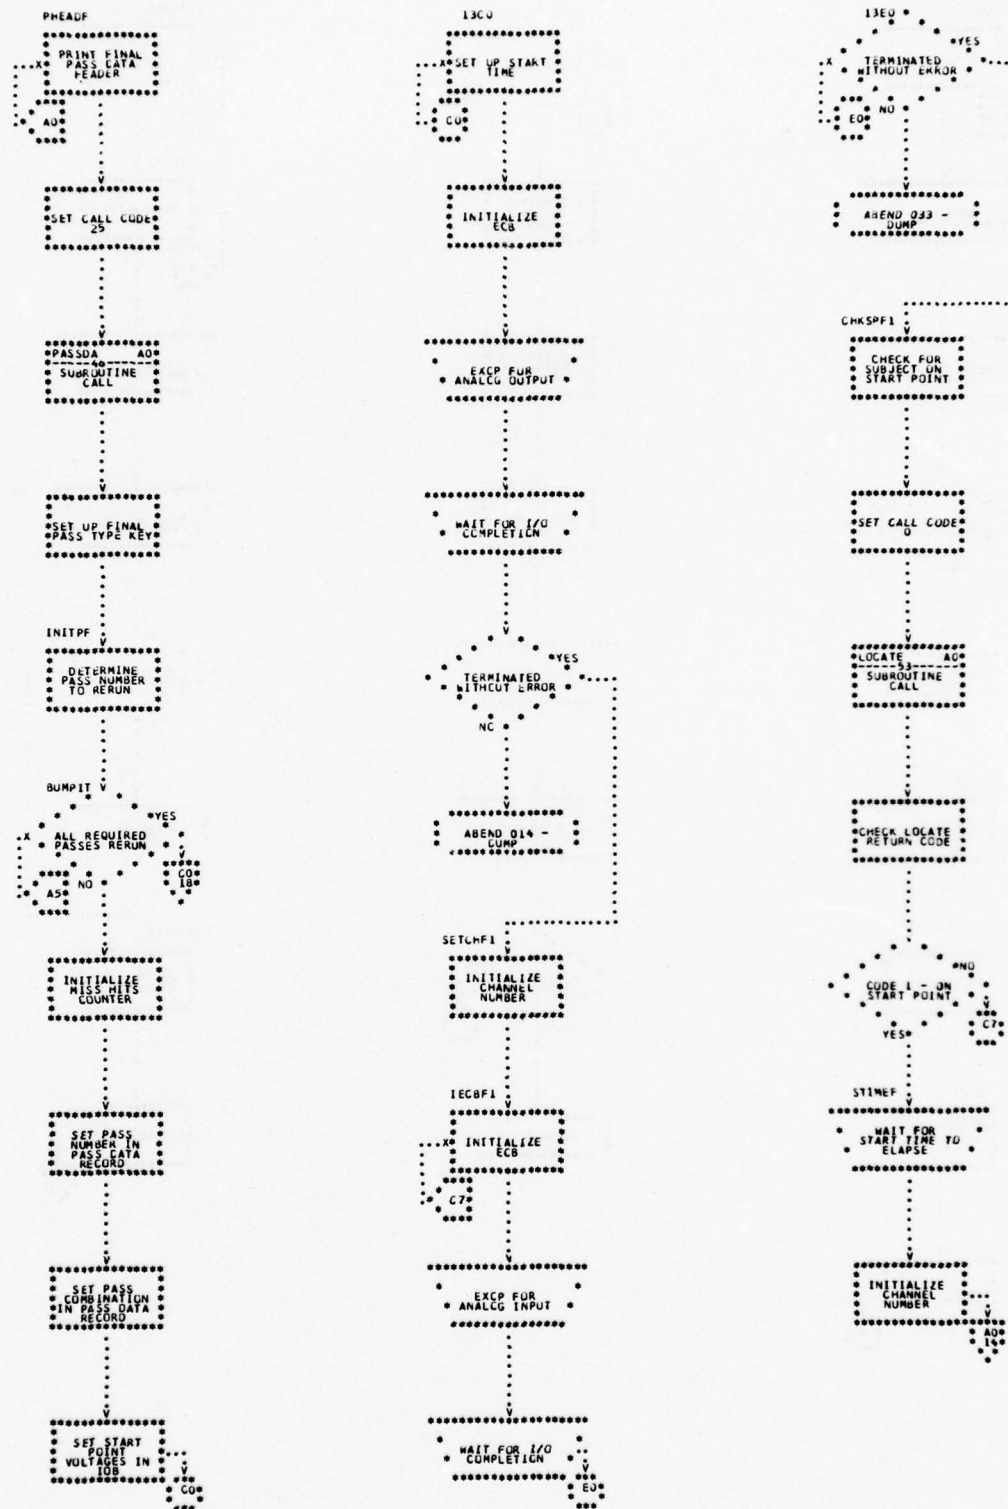 PHEADF
PRINT FINAL
PASS DATA
HEADER
X
A0
SET CALL CODE
25
PASSDA A0
46
SUBROUTINE
CALL
SET UP FINAL
PASS TYPE KEY
INITPF
DETERMINE
PASS NUMBER
TO RERUN
BUMPIT
YES
X
ALL REQUIRED
PASSES RERUN
A5
NO
C0
18
INITIALIZE
MISS HITS
COUNTER
SET PASS
NUMBER IN
PASS DATA
RECORD
SET PASS
COMBINATION
IN PASS DATA
RECORD
SET START
POINT
VOLTAGES IN
IOB
C0
13C0
X
SET UP START
TIME
C0
INITIALIZE
ECB
EXCP FOR
ANALOG OUTPUT
WAIT FOR I/O
COMPLETION
YES
TERMINATED
WITHOUT ERROR
NO
ABEND 014 -
DUMP
SETCHF1
INITIALIZE
CHANNEL
NUMBER
IECBF1
X
INITIALIZE
ECB
C7
EXCP FOR
ANALOG INPUT
WAIT FOR I/O
COMPLETION
E0
13E0
YES
X
TERMINATED
WITHOUT ERROR
E0
NO
ABEND 033 -
DUMP
CHKSPF1
CHECK FOR
SUBJECT ON
START POINT
SET CALL CODE
0
LOCATE A0
53
SUBROUTINE
CALL
CHECK LOCATE
RETURN CODE
NO
CODE 1 - ON
START POINT
C7
YES
STIMEF
WAIT FOR
START TIME TO
ELAPSE
INITIALIZE
CHANNEL
NUMBER
A0
14